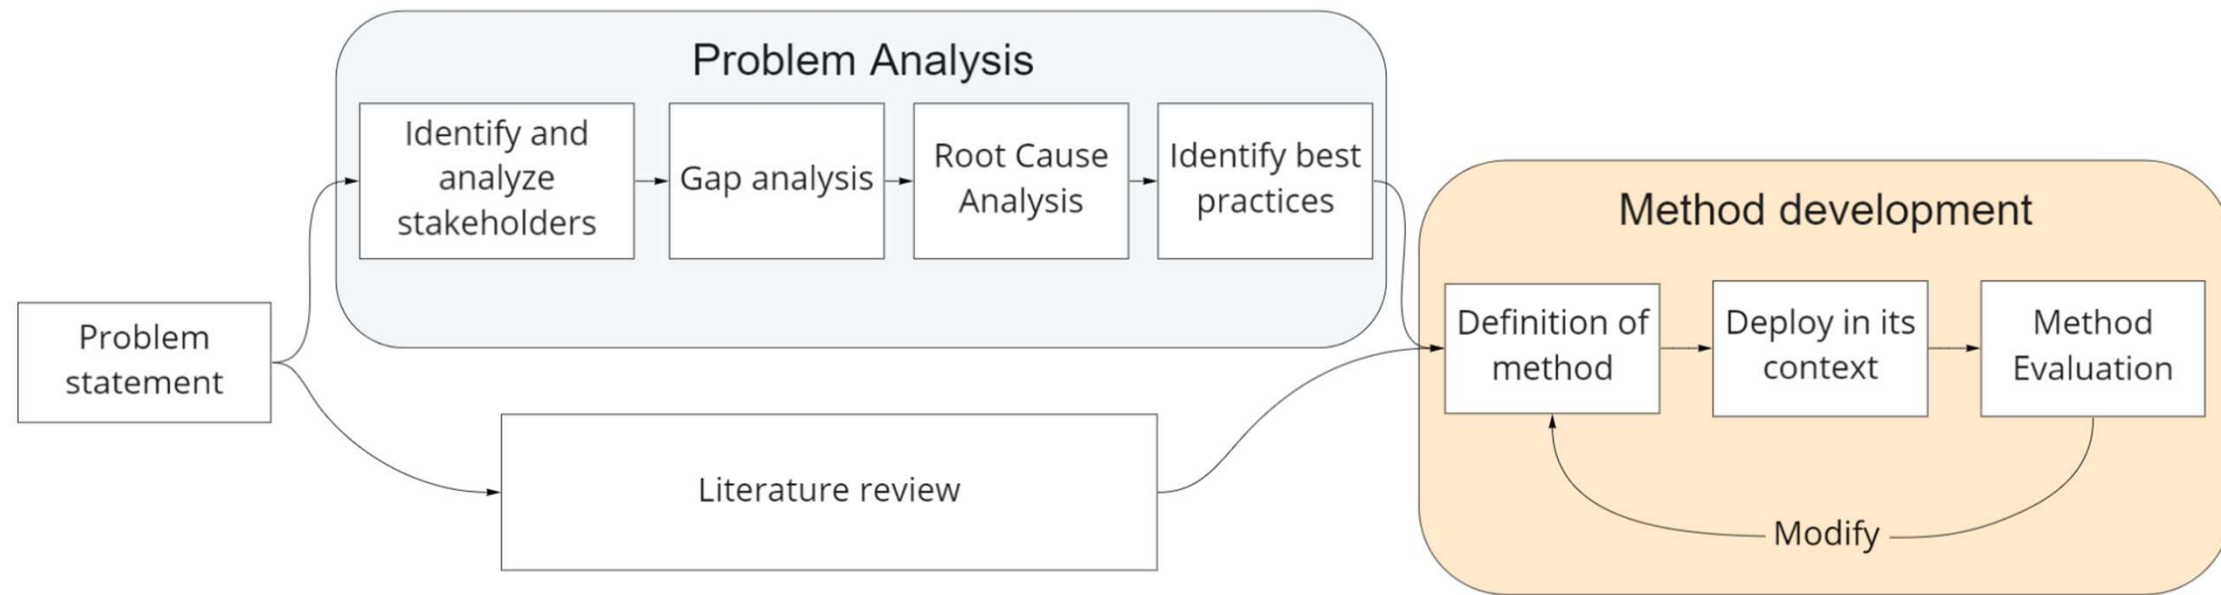 Problem Analysis
Identify and
analyze
stakeholders
Gap analysis
Root Cause
Analysis
Identify best
practices
Problem
statement
Literature review
Method development
Definition of
method
Deploy in its
context
Method
Evaluation
Modify